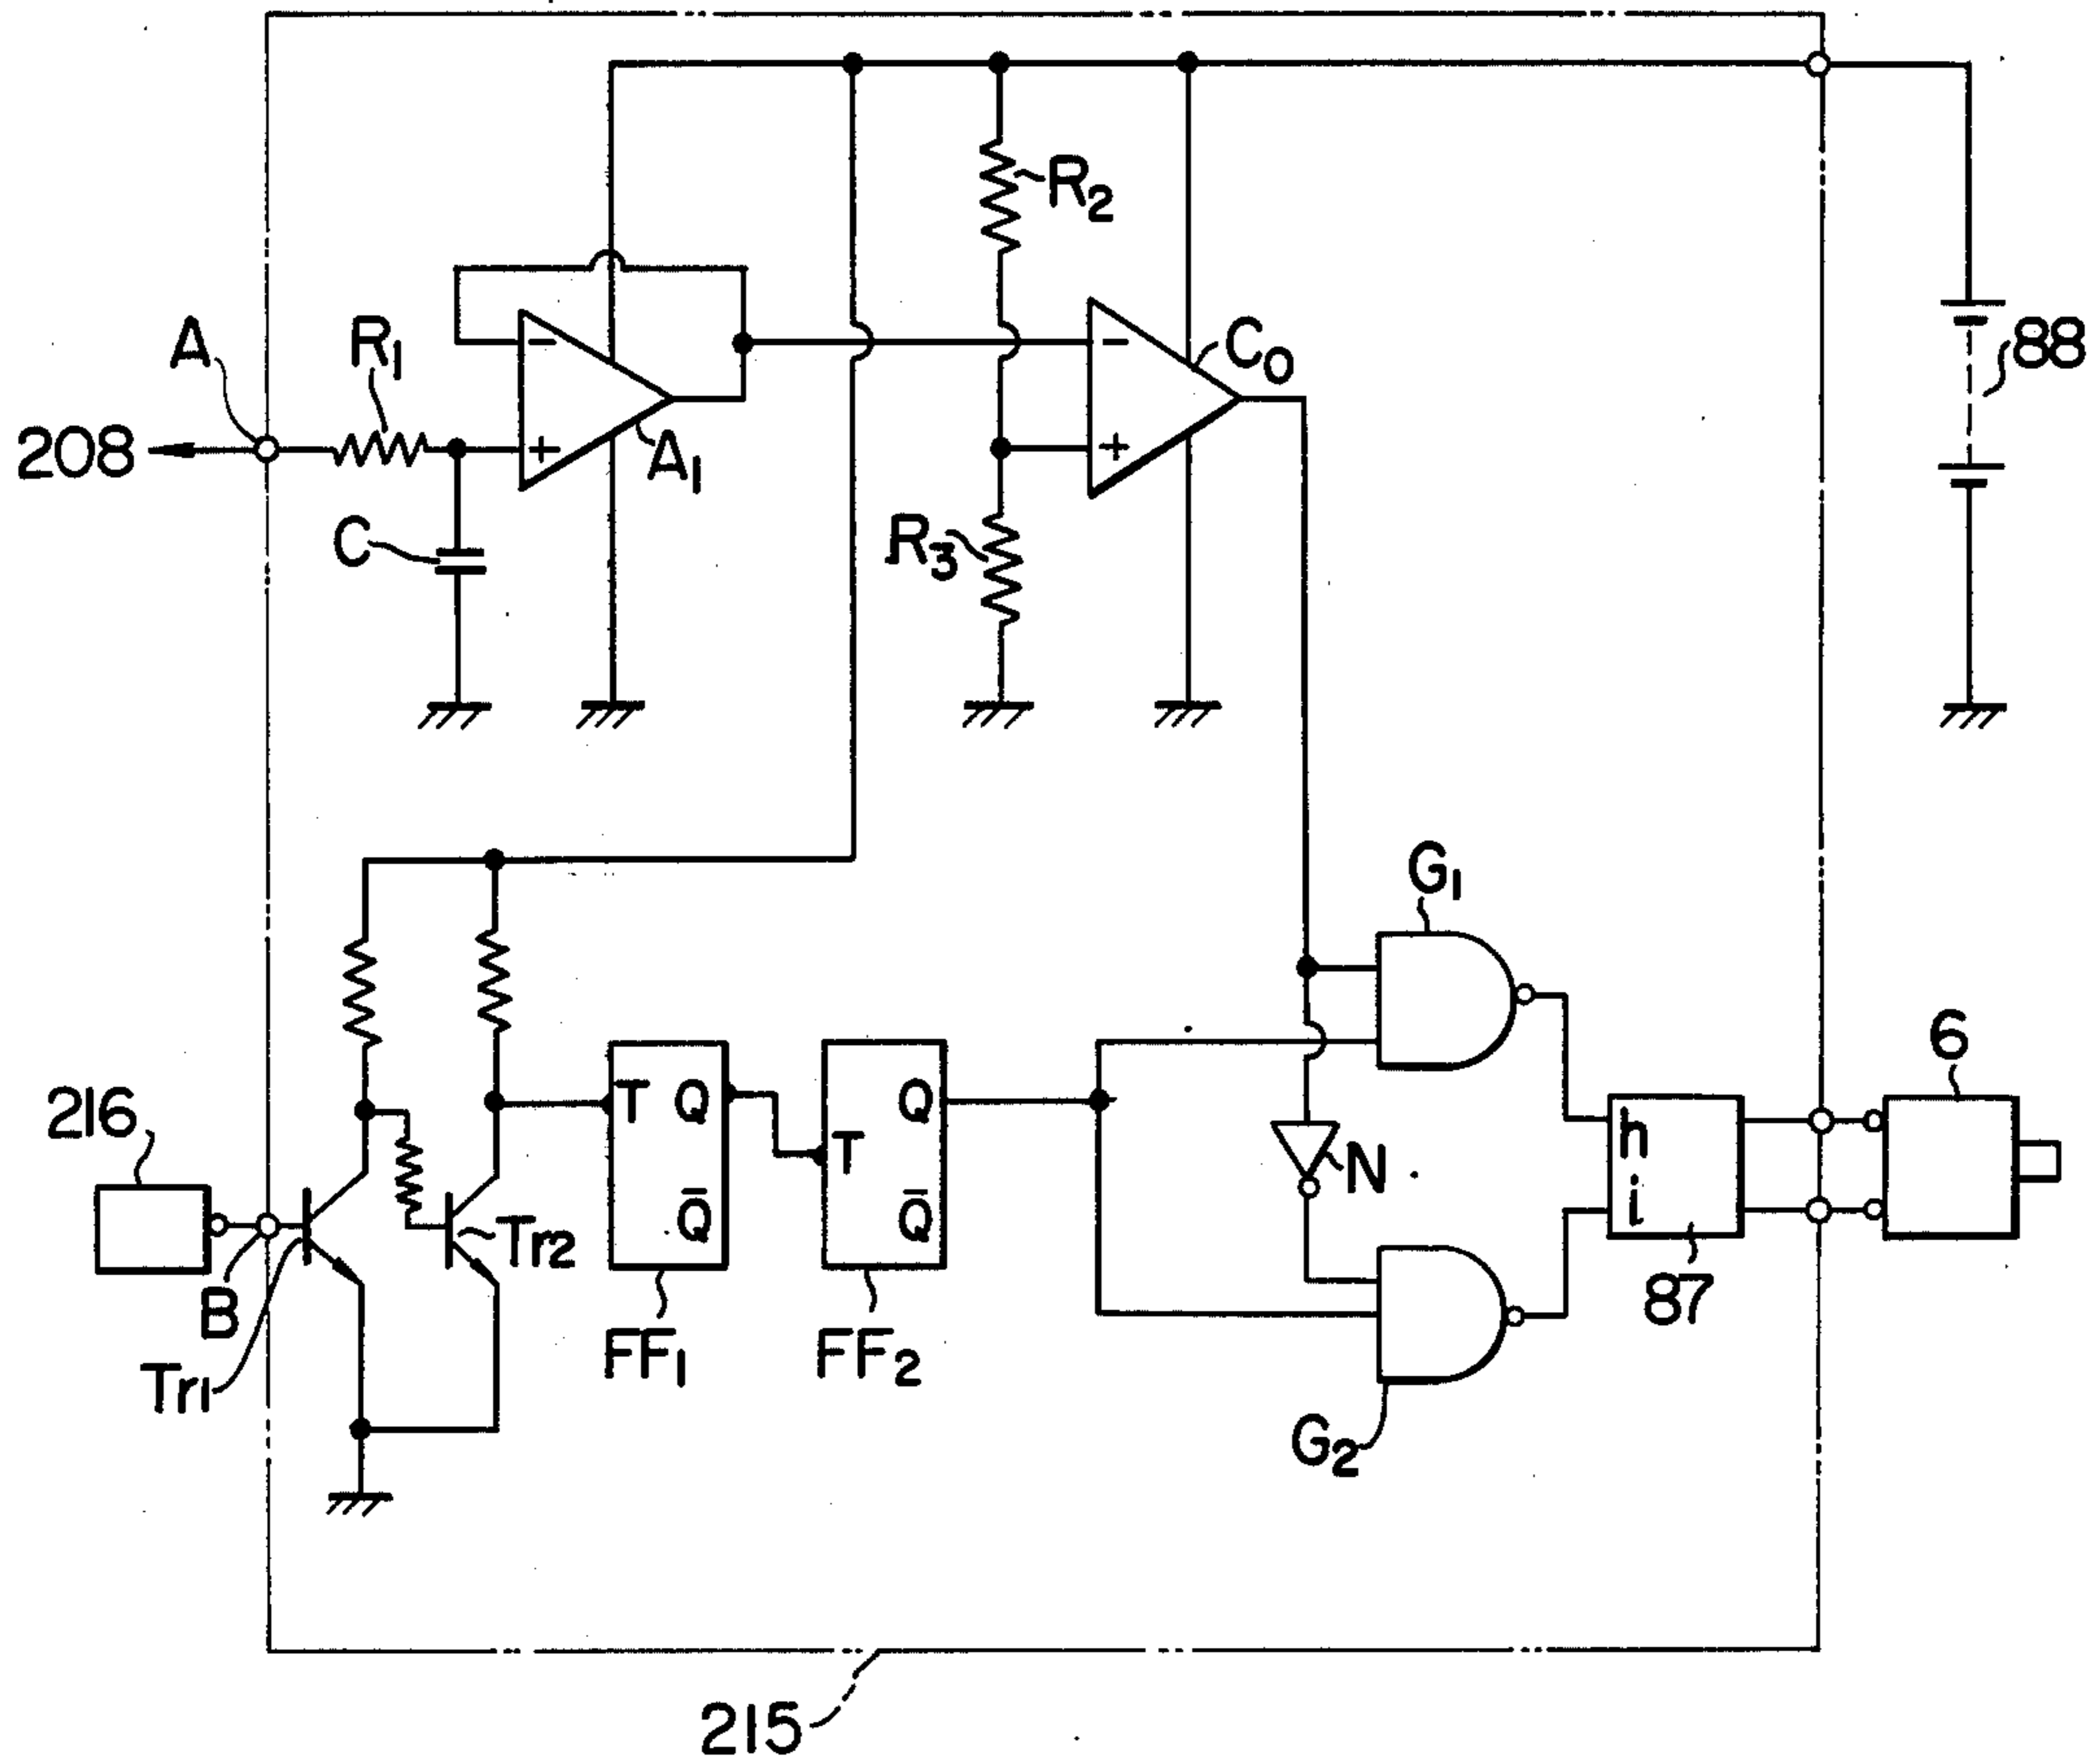 R2
A
R1
−
−
C0
88
208
+
A1
+
C
R3
G1
216
T Q
Q
T
6
h
N
i
Q̄
Q̄
Tr2
B
Tr1
FF1
FF2
87
G2
215